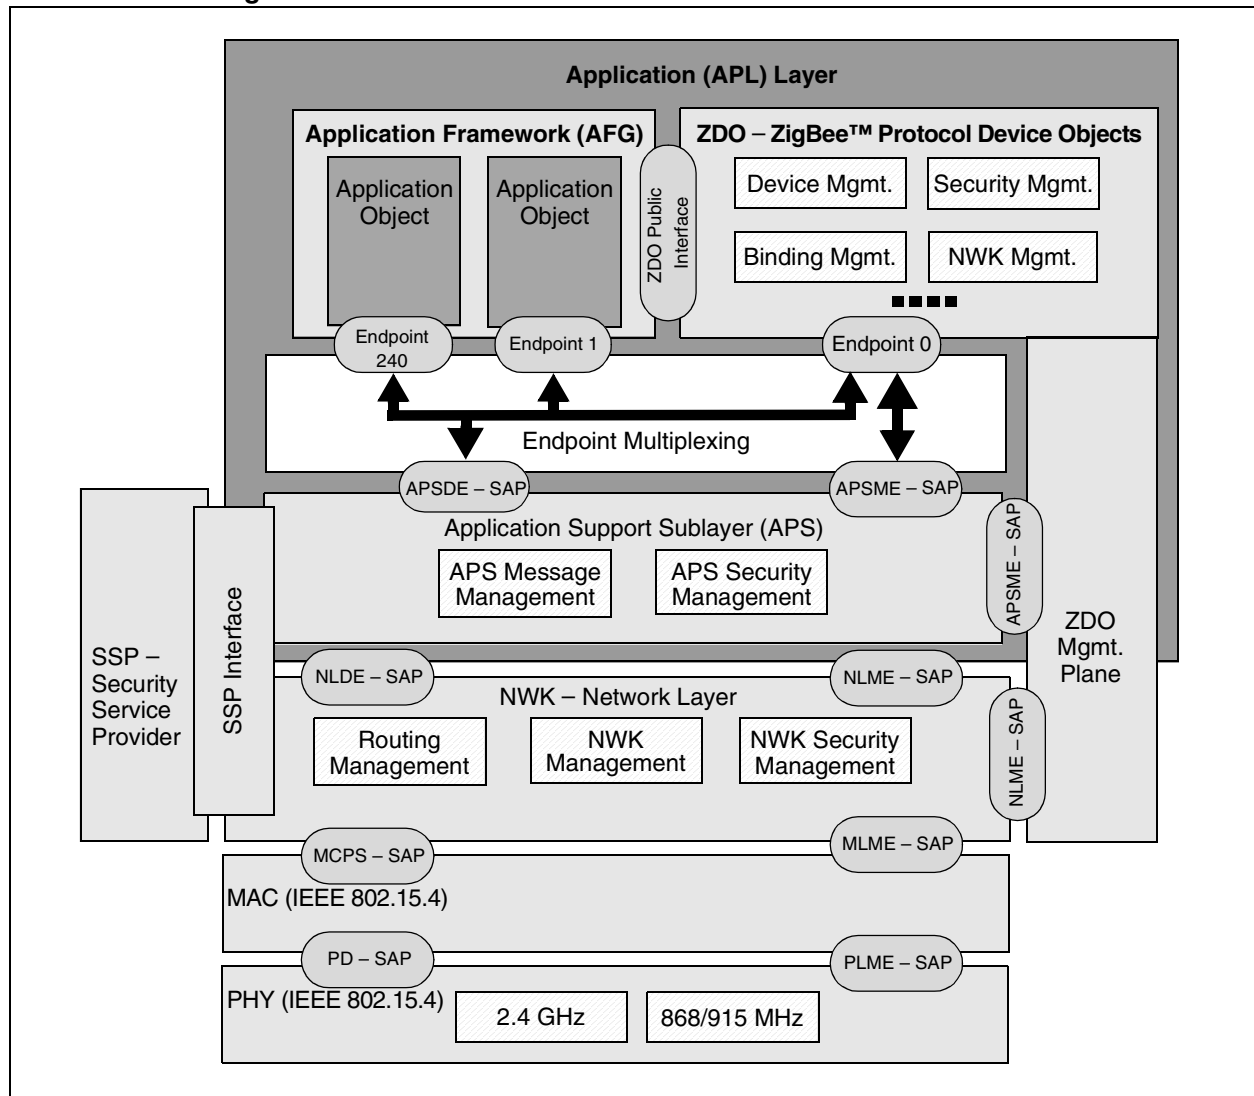 Application (APL) Layer
Application Framework (AFG)
ZDO – ZigBee™ Protocol Device Objects
Application
Object
Application
Object
ZDO Public
Interface
Device Mgmt.
Security Mgmt.
Binding Mgmt.
NWK Mgmt.
Endpoint
240
Endpoint 1
Endpoint 0
Endpoint Multiplexing
APSDE – SAP
APSME – SAP
Application Support Sublayer (APS)
APS Message
Management
APS Security
Management
APSME – SAP
SSP –
Security
Service
Provider
SSP Interface
ZDO
Mgmt.
Plane
NLDE – SAP
NLME – SAP
NWK – Network Layer
Routing
Management
NWK
Management
NWK Security
Management
NLME – SAP
MCPS – SAP
MLME – SAP
MAC (IEEE 802.15.4)
PD – SAP
PLME – SAP
PHY (IEEE 802.15.4)
2.4 GHz
868/915 MHz